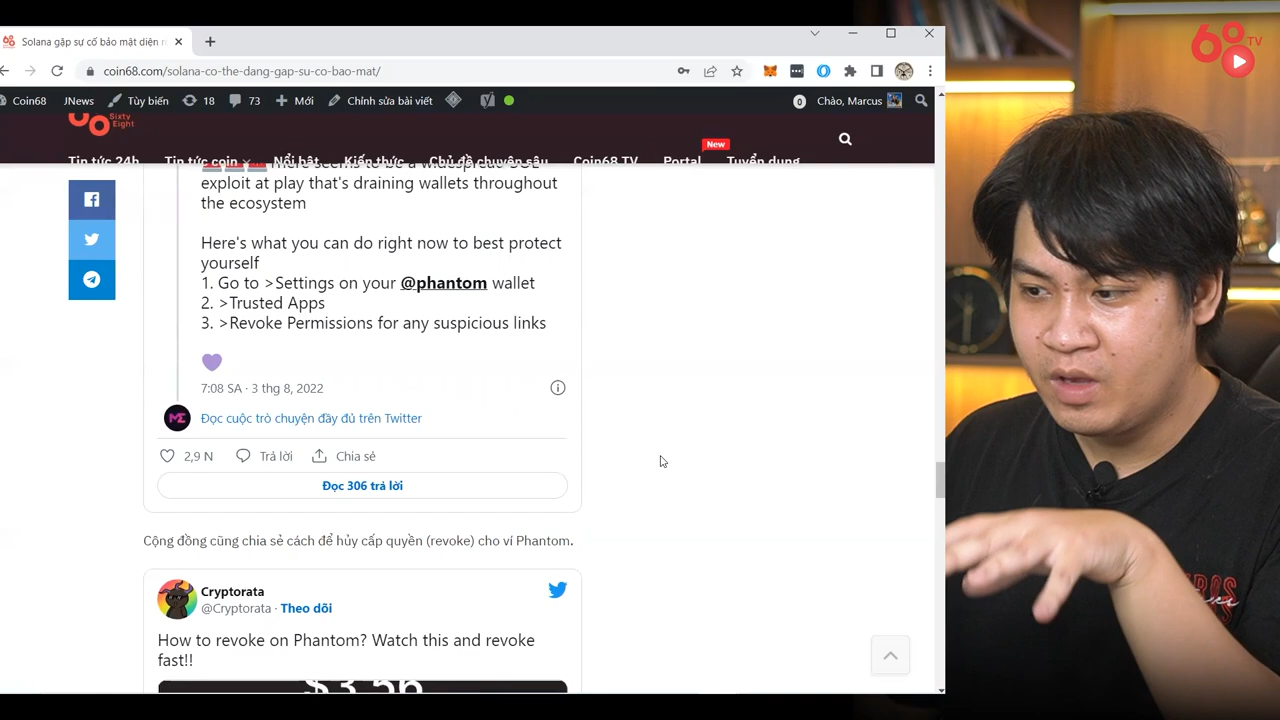 Solana gặp sự cố bảo mật diện r
coin68.com/solana-co-the-dang-gap-su-co-bao-mat/
Coin68 JNews Tùy biến 18 73 Mới Chỉnh sửa bài viết 0 Chào, Marcus
Sixty
Eight
New
Tin tức 24h Tin tức coin Nổi bật Kiến thức Chủ đề chuyên sâu Coin68 TV Portal Tuyển dụng
exploit at play that's draining wallets throughout
the ecosystem
Here's what you can do right now to best protect
yourself
1. Go to >Settings on your @phantom wallet
2. >Trusted Apps
3. >Revoke Permissions for any suspicious links
7:08 SA · 3 thg 8, 2022
Đọc cuộc trò chuyện đầy đủ trên Twitter
2,9 N Trả lời Chia sẻ
Đọc 306 trả lời
Cộng đồng cũng chia sẻ cách để hủy cấp quyền (revoke) cho ví Phantom.
Cryptorata
@Cryptorata · Theo dõi
How to revoke on Phantom? Watch this and revoke
fast!!
$3.56
68 TV